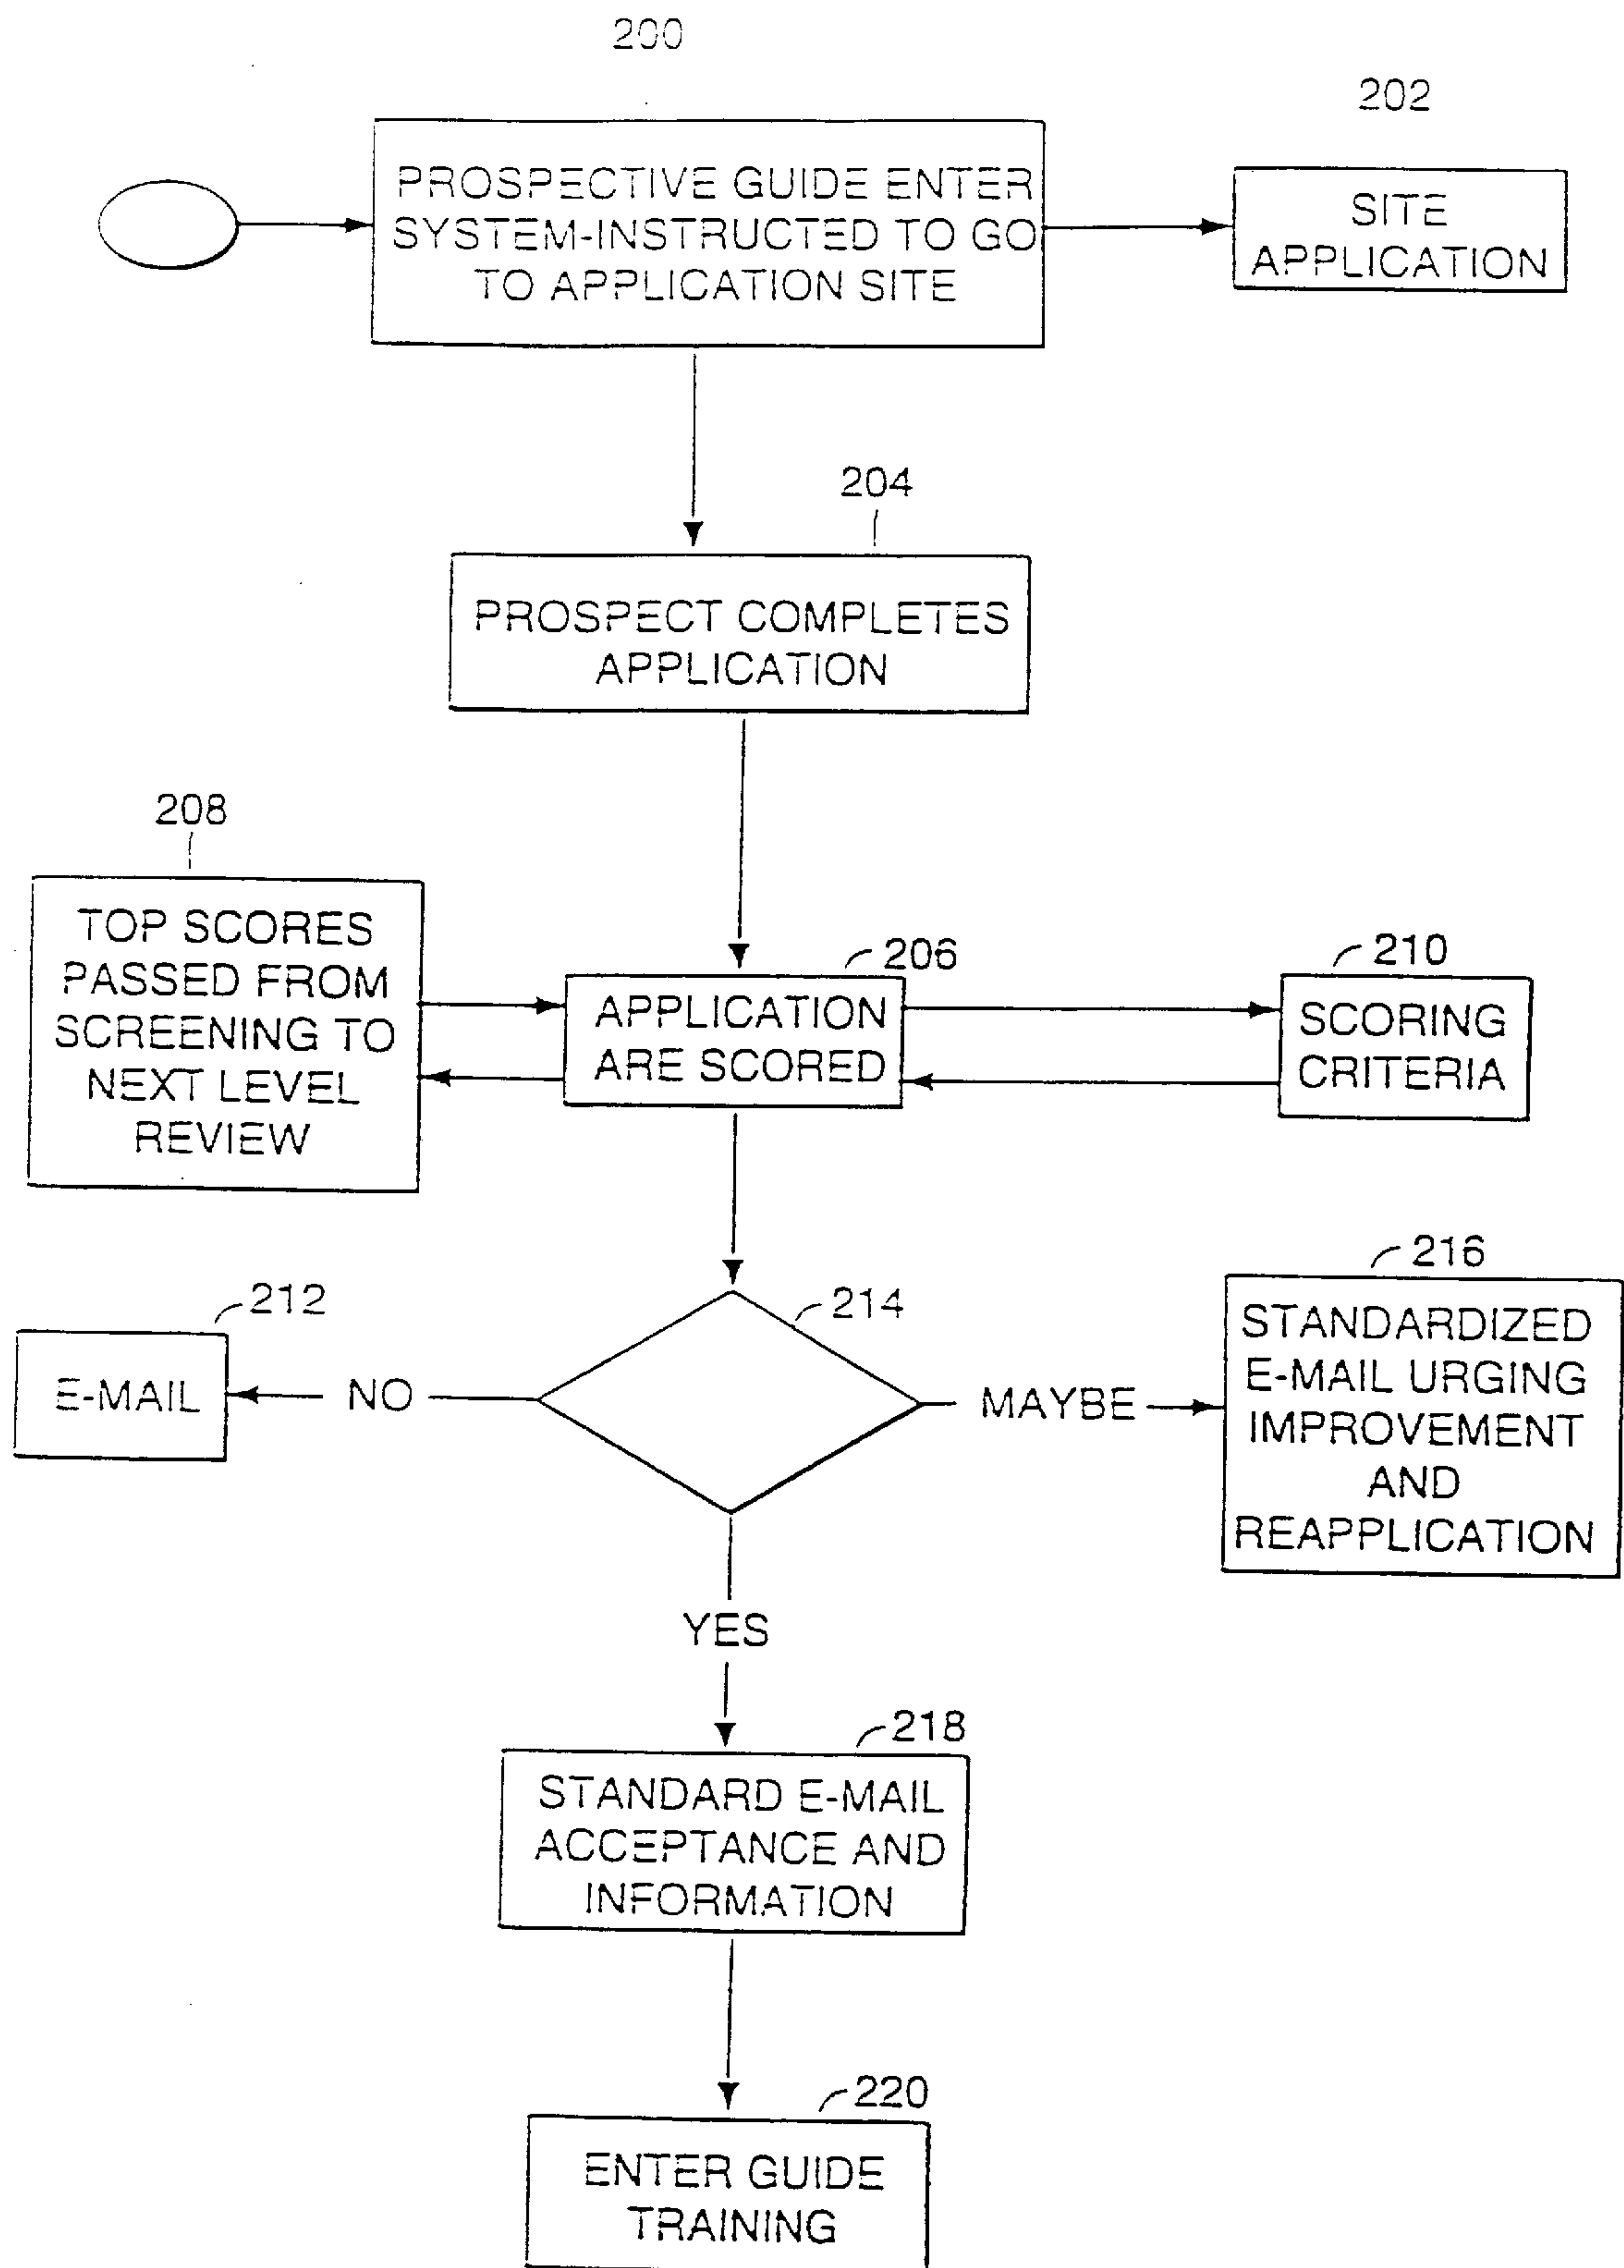 200
202
PROSPECTIVE GUIDE ENTER
SYSTEM-INSTRUCTED TO GO
TO APPLICATION SITE
SITE
APPLICATION
204
PROSPECT COMPLETES
APPLICATION
208
TOP SCORES
PASSED FROM
SCREENING TO
NEXT LEVEL
REVIEW
206
APPLICATION
ARE SCORED
210
SCORING
CRITERIA
212
E-MAIL
NO
214
MAYBE
216
STANDARDIZED
E-MAIL URGING
IMPROVEMENT
AND
REAPPLICATION
YES
218
STANDARD E-MAIL
ACCEPTANCE AND
INFORMATION
220
ENTER GUIDE
TRAINING